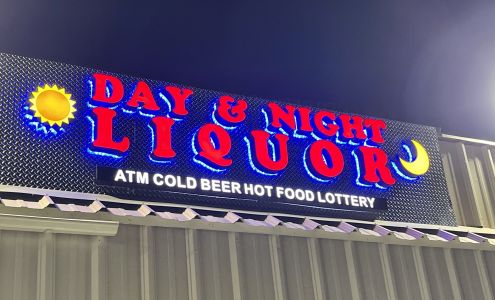 DAY & NIGHT
LIQUOR
ATM COLD BEER HOT FOOD LOTTERY